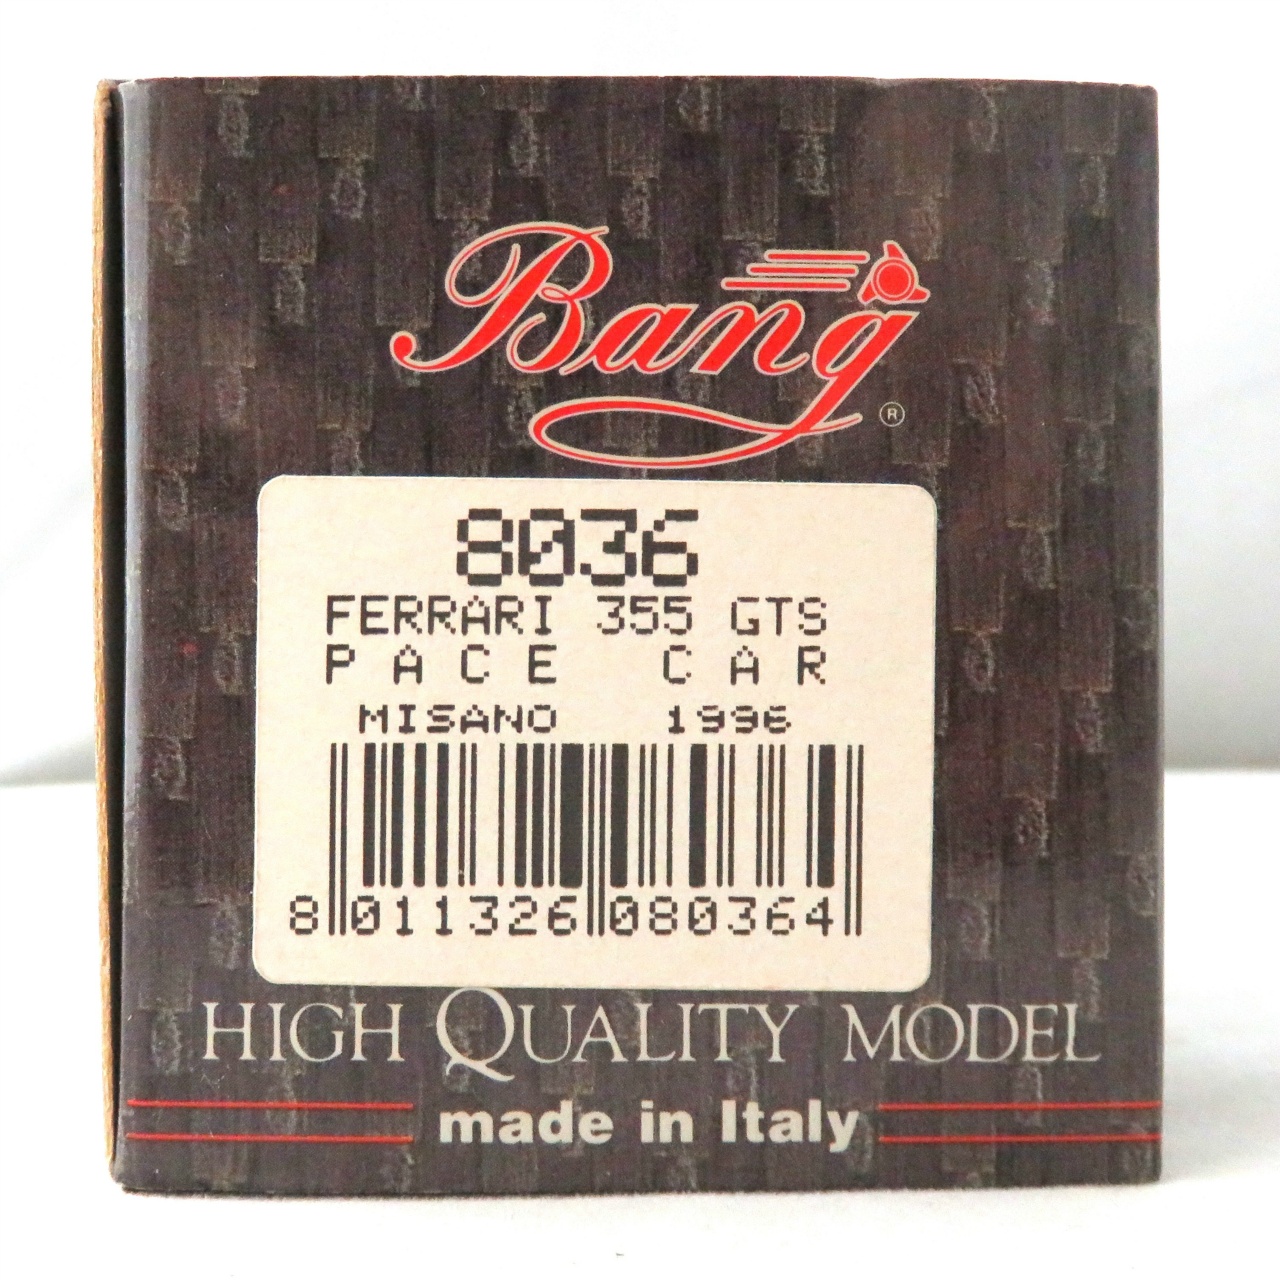 Bang ®
8036
FERRARI 355 GTS
PACE CAR
MISANO 1996
8 011326 080364
HIGH QUALITY MODEL
made in Italy